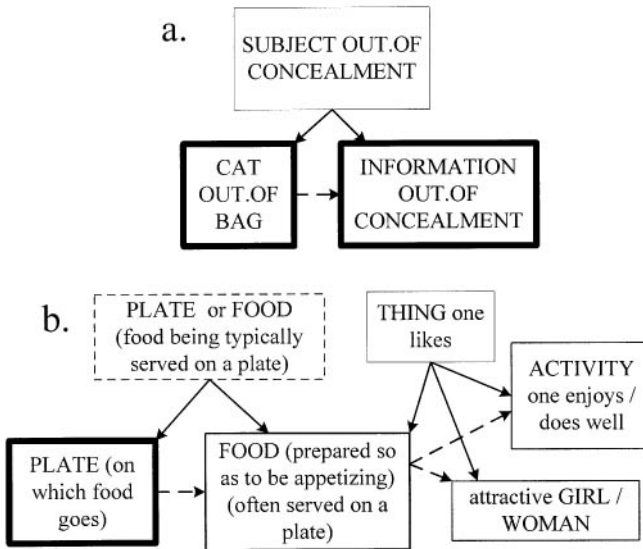 a.
SUBJECT OUT.OF
CONCEALMENT
CAT
OUT.OF
BAG
INFORMATION
OUT.OF
CONCEALMENT
b.
PLATE or FOOD
(food being typically
served on a plate)
THING one
likes
ACTIVITY
one enjoys /
does well
PLATE (on
which food
goes)
FOOD (prepared so
as to be appetizing)
(often served on a
plate)
attractive GIRL /
WOMAN